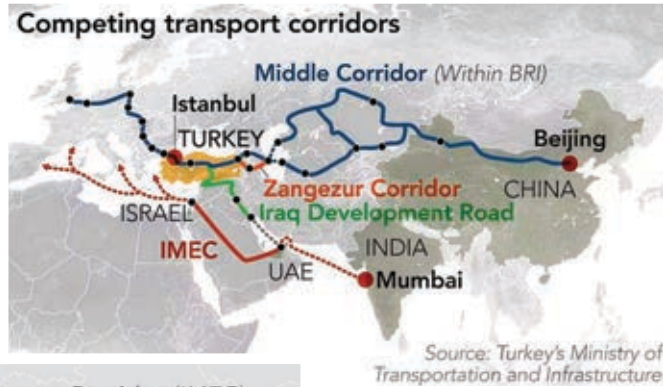 Competing transport corridors
Middle Corridor (Within BRI)
Istanbul
TURKEY
Beijing
CHINA
Zangezur Corridor
Iraq Development Road
ISRAEL
IMEC
UAE
INDIA
Mumbai
Source: Turkey's Ministry of
Transportation and Infrastructure